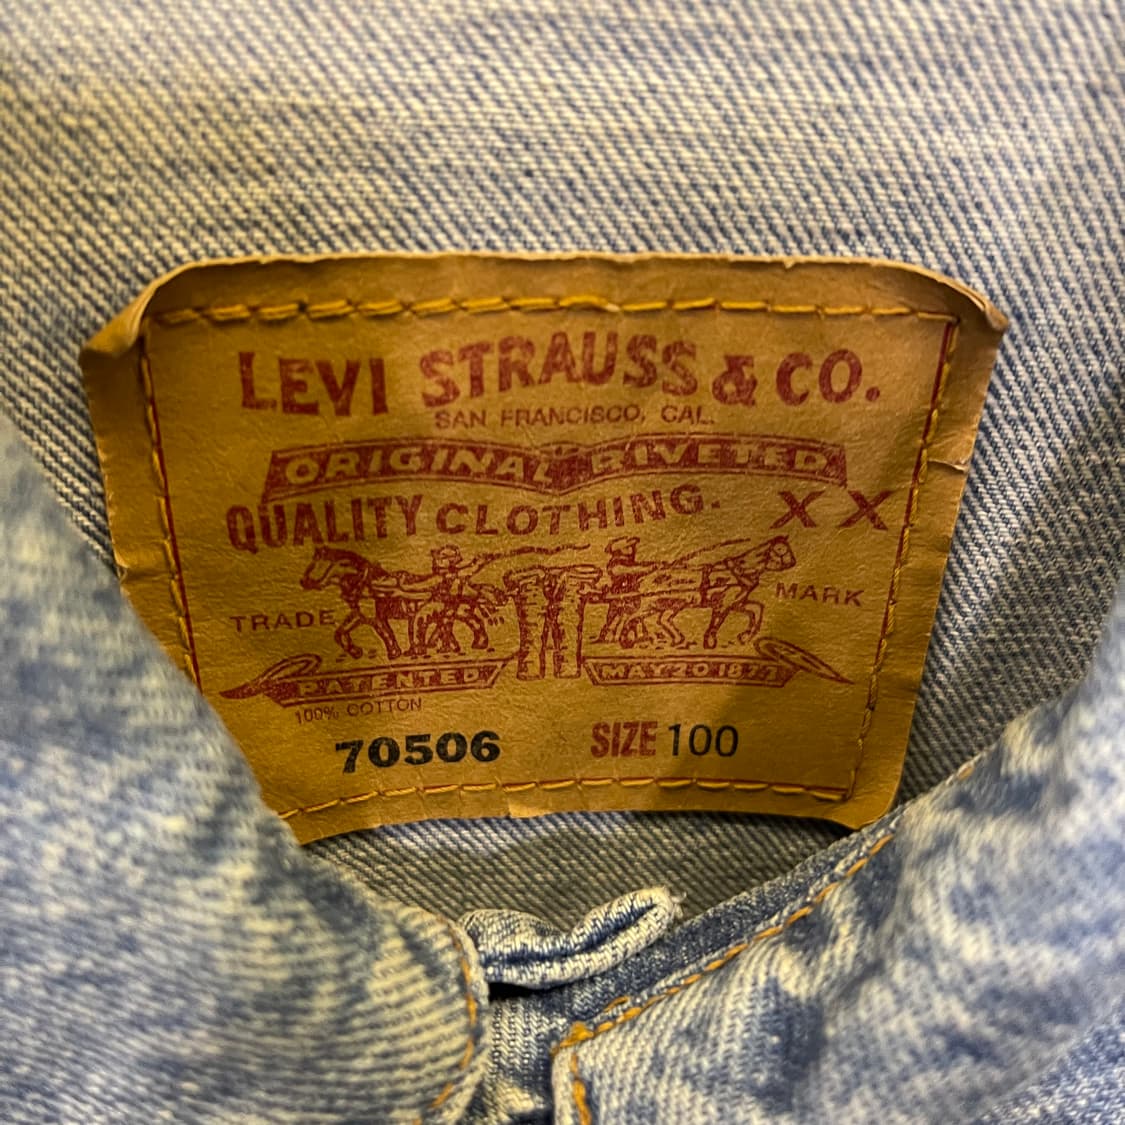 LEVI STRAUSS & CO.
SAN FRANCISCO, CAL.
ORIGINAL RIVETED
QUALITY CLOTHING. XX
TRADE MARK
PATENTED MAY 20 1873
100% COTTON
70506 SIZE 100